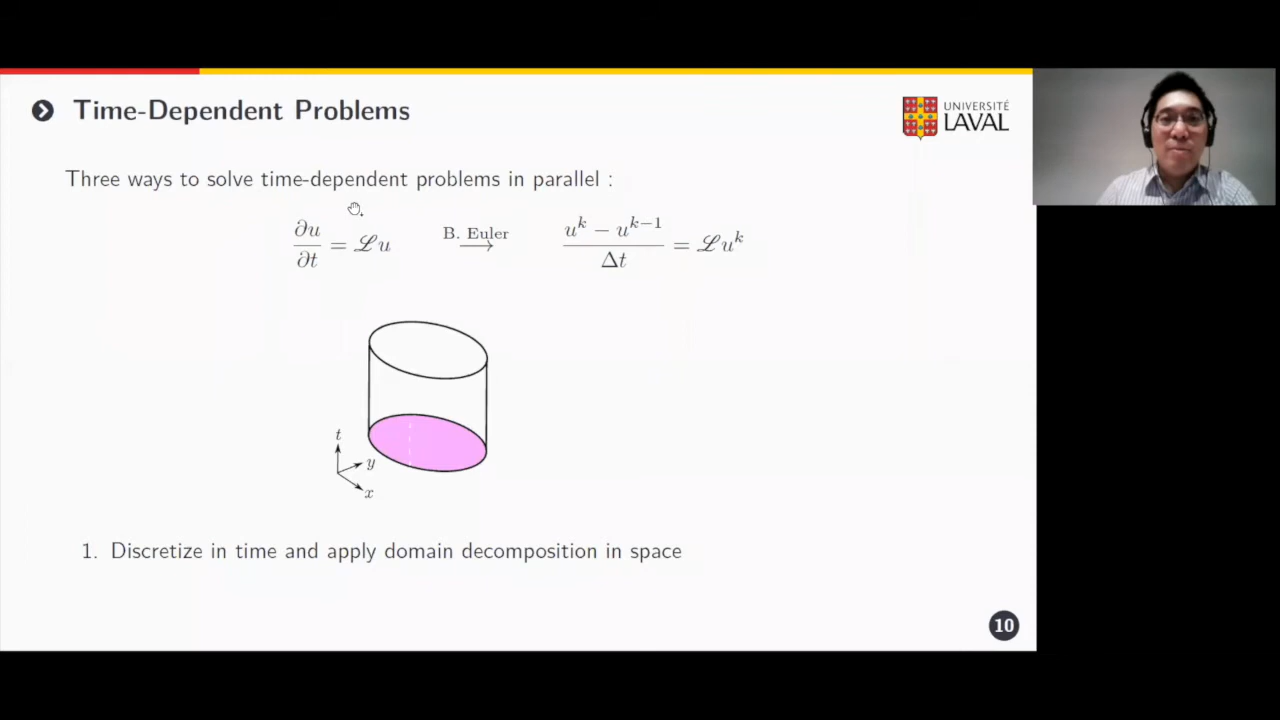 Time-Dependent Problems
UNIVERSITÉ
LAVAL
Three ways to solve time-dependent problems in parallel :
∂u/∂t = ℒu B. Euler → (u^k − u^{k−1})/Δt = ℒu^k
t
y
x
1. Discretize in time and apply domain decomposition in space
10